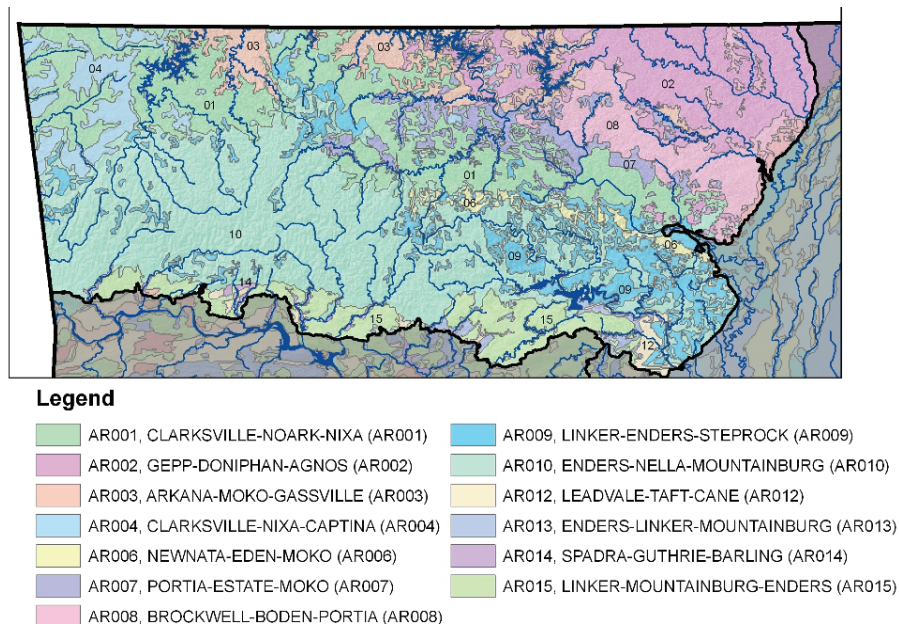 03
03
04
02
01
08
07
01
06
10
06
09
09
14
15
15
12
Legend
AR001, CLARKSVILLE-NOARK-NIXA (AR001)
AR002, GEPP-DONIPHAN-AGNOS (AR002)
AR003, ARKANA-MOKO-GASSVILLE (AR003)
AR004, CLARKSVILLE-NIXA-CAPTINA (AR004)
AR006, NEWNATA-EDEN-MOKO (AR006)
AR007, PORTIA-ESTATE-MOKO (AR007)
AR008, BROCKWELL-BODEN-PORTIA (AR008)
AR009, LINKER-ENDERS-STEPROCK (AR009)
AR010, ENDERS-NELLA-MOUNTAINBURG (AR010)
AR012, LEADVALE-TAFT-CANE (AR012)
AR013, ENDERS-LINKER-MOUNTAINBURG (AR013)
AR014, SPADRA-GUTHRIE-BARLING (AR014)
AR015, LINKER-MOUNTAINBURG-ENDERS (AR015)